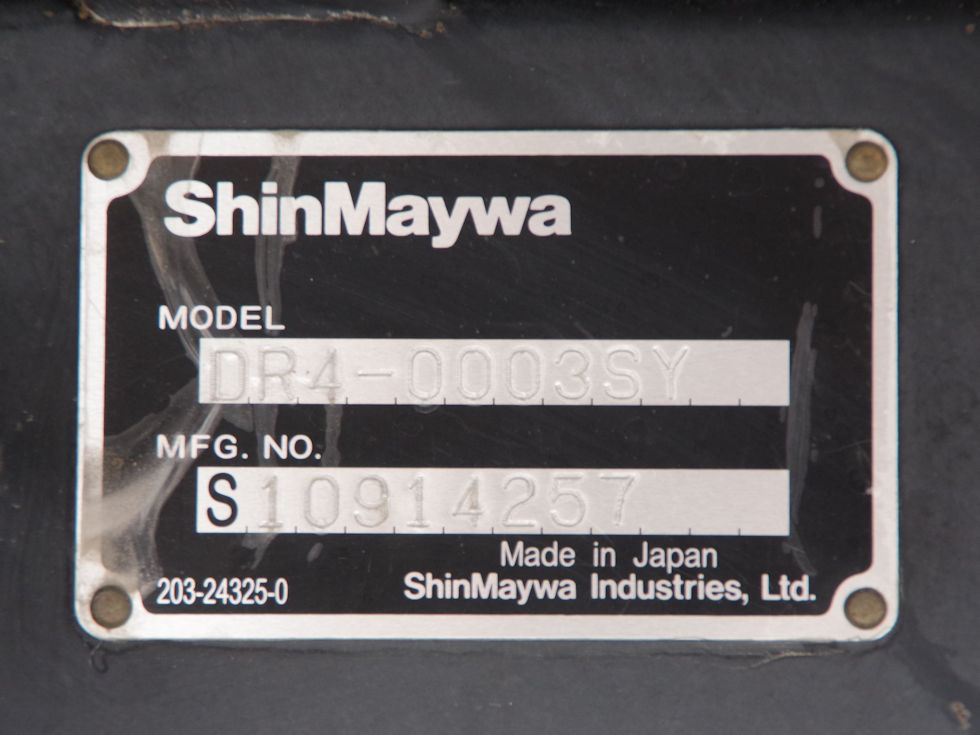 ShinMaywa
MODEL
DR4-0003SY
MFG. NO.
S10914257
Made in Japan
203-24325-0 ShinMaywa Industries, Ltd.